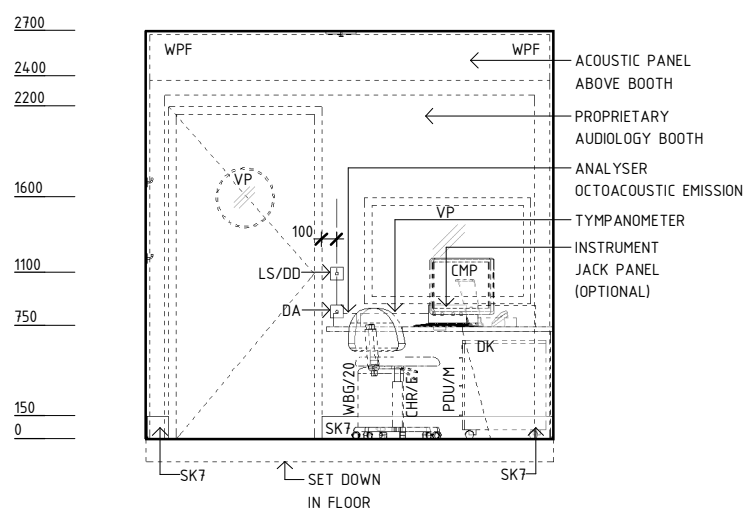 2700
WPF
WPF
ACOUSTIC PANEL
ABOVE BOOTH
2400
2200
PROPRIETARY
AUDIOLOGY BOOTH
ANALYSER
OCTOACOUSTIC EMISSION
1600
VP
VP
TYMPANOMETER
100
INSTRUMENT
JACK PANEL
(OPTIONAL)
1100
LS/DD
CMP
DA
750
DK
WBG/20
CHR/E
PDU/M
150
0
SK7
SK7
SK7
SET DOWN
IN FLOOR